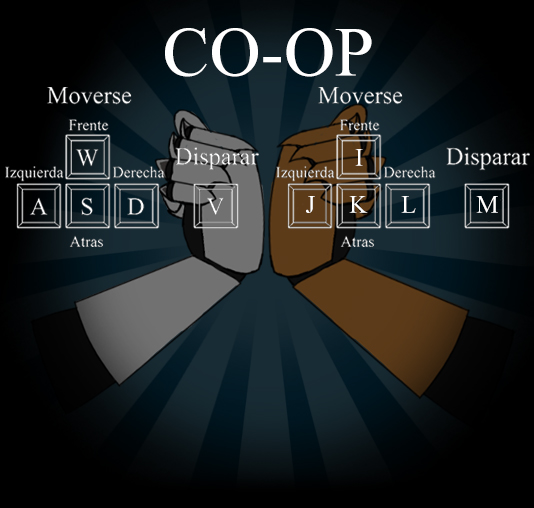 CO-OP
Moverse
Frente
W
Izquierda
Derecha
Disparar
A S D V
Atras
Moverse
Frente
I
Izquierda
Derecha
Disparar
J K L M
Atras